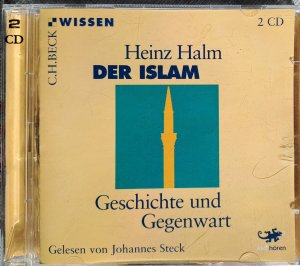 2
CD
C.H.BECK
WISSEN
2 CD
Heinz Halm
DER ISLAM
Geschichte und
Gegenwart
Gelesen von Johannes Steck
hören